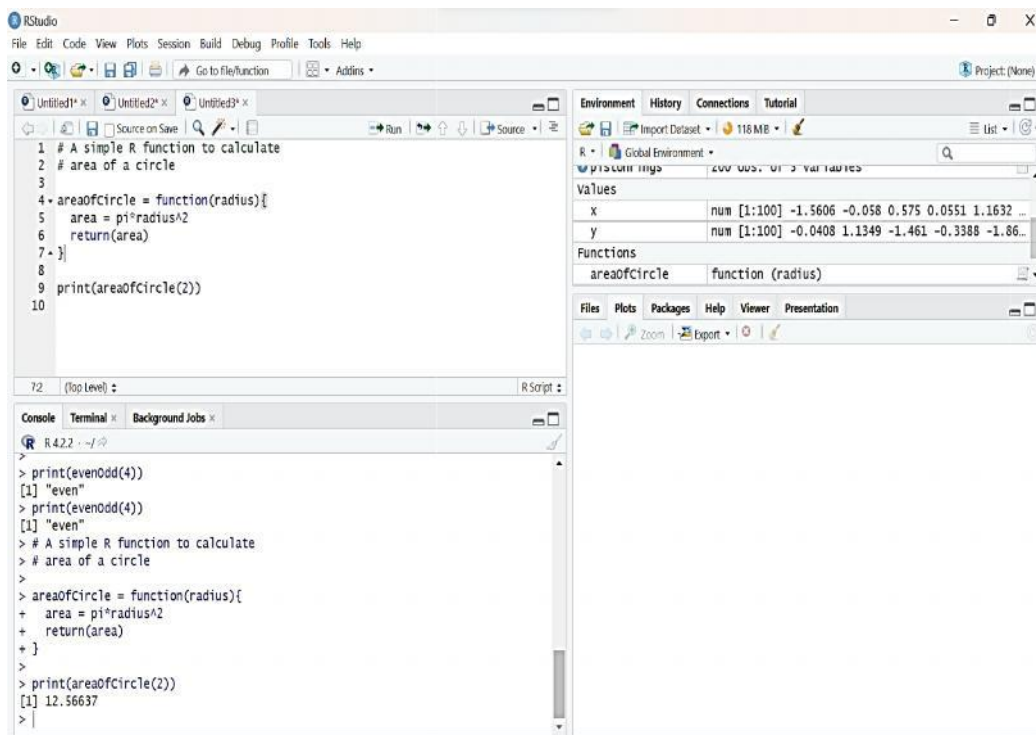 RStudio
File Edit Code View Plots Session Build Debug Profile Tools Help
Go to file/function Addins Project: (None)
Untitled1* × Untitled2* × Untitled3* ×
Source on Save Run Source
1 # A simple R function to calculate
2 # area of a circle
3
4 areaOfCircle = function(radius){
5 area = pi*radius^2
6 return(area)
7 }
8
9 print(areaOfCircle(2))
10
7:2 (Top Level) R Script
Console Terminal × Background Jobs ×
R 4.2.2 · ~/
>
> print(evenOdd(4))
[1] "even"
> print(evenOdd(4))
[1] "even"
> # A simple R function to calculate
> # area of a circle
>
> areaOfCircle = function(radius){
+ area = pi*radius^2
+ return(area)
+ }
>
> print(areaOfCircle(2))
[1] 12.56637
>
Environment History Connections Tutorial
Import Dataset 118 MB List
R Global Environment
200 obs. of 3 variables
Values
x num [1:100] -1.5606 -0.058 0.575 0.0551 1.1632 ...
y num [1:100] -0.0408 1.1349 -1.461 -0.3388 -1.86...
Functions
areaOfCircle function (radius)
Files Plots Packages Help Viewer Presentation
Zoom Export